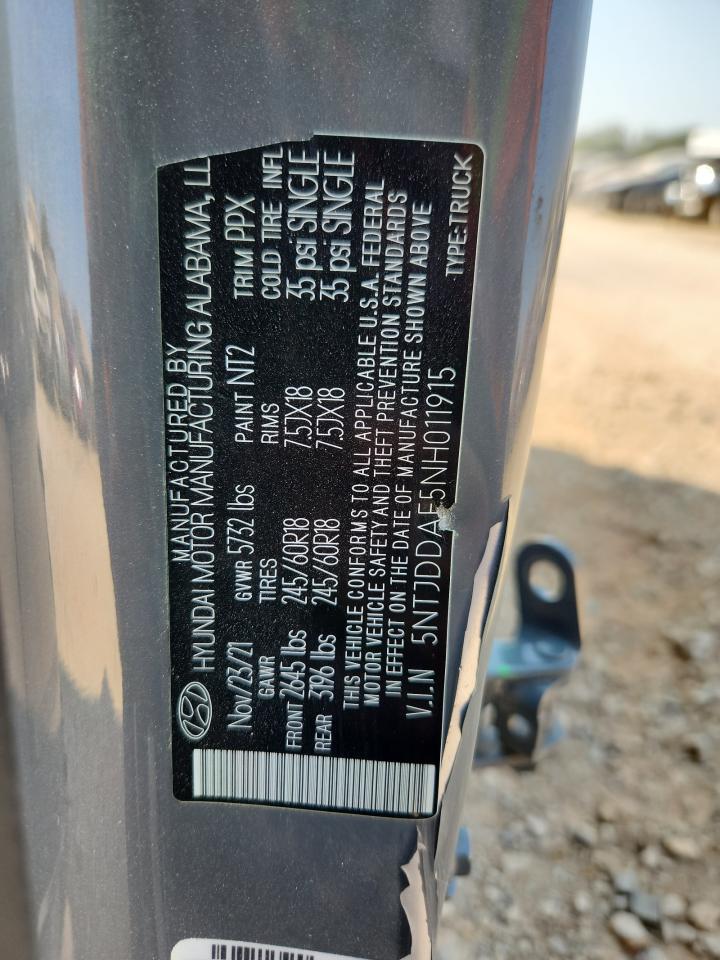 MANUFACTURED BY
HYUNDAI MOTOR MANUFACTURING ALABAMA, LL
Nov/23/21 GVWR 5732 lbs PAINT NT2 TRIM PPX
GAWR TIRES RIMS COLD TIRE INFL
FRONT 2645 lbs 245/60R18 7.5JX18 35 psi SINGLE
REAR 3196 lbs 245/60R18 7.5JX18 35 psi SINGLE
THIS VEHICLE CONFORMS TO ALL APPLICABLE U.S.A. FEDERAL
MOTOR VEHICLE SAFETY AND THEFT PREVENTION STANDARDS
IN EFFECT ON THE DATE OF MANUFACTURE SHOWN ABOVE
V.I.N 5NTJDDAF5NH011915 TYPE:TRUCK